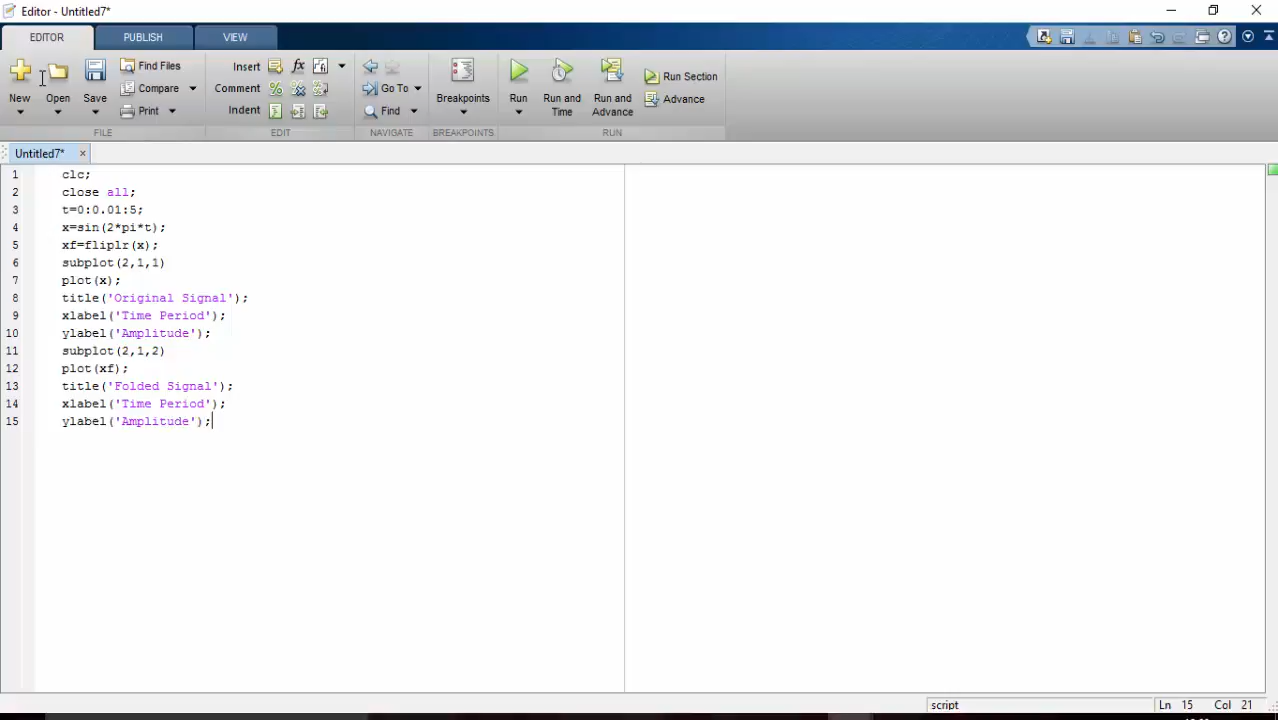 Editor - Untitled7*
EDITOR PUBLISH VIEW
New Open Save Find Files Compare Print
Insert fx Comment Indent
Go To Find
Breakpoints
Run Run and Time Run and Advance Run Section Advance
FILE EDIT NAVIGATE BREAKPOINTS RUN
Untitled7* ×
1 clc;
2 close all;
3 t=0:0.01:5;
4 x=sin(2*pi*t);
5 xf=fliplr(x);
6 subplot(2,1,1)
7 plot(x);
8 title('Original Signal');
9 xlabel('Time Period');
10 ylabel('Amplitude');
11 subplot(2,1,2)
12 plot(xf);
13 title('Folded Signal');
14 xlabel('Time Period');
15 ylabel('Amplitude');
script Ln 15 Col 21